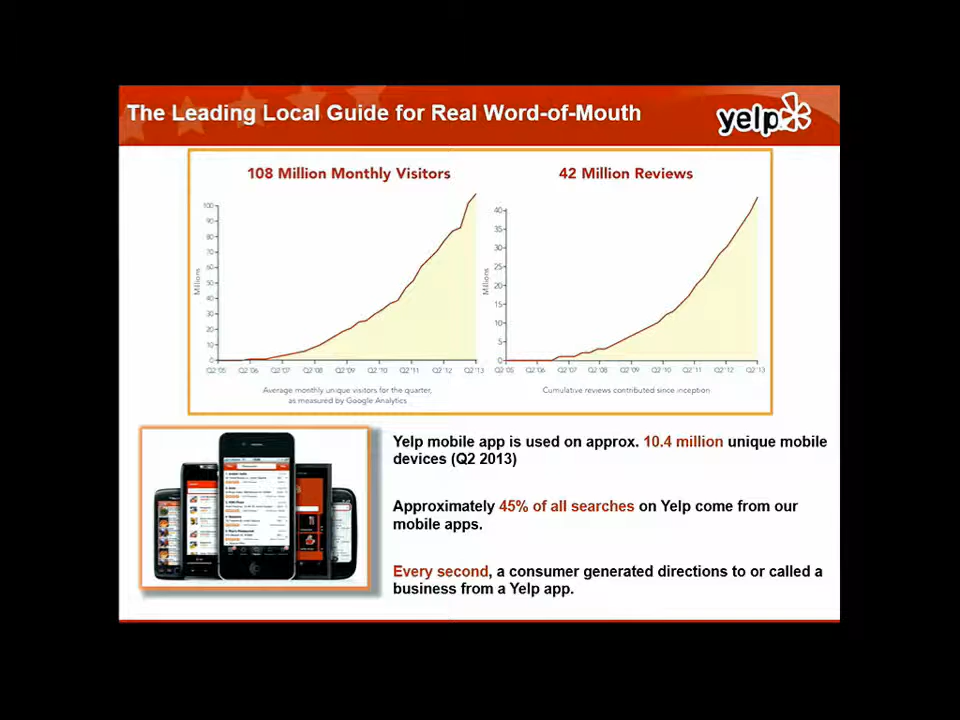 The Leading Local Guide for Real Word-of-Mouth
yelp
108 Million Monthly Visitors
100
90
80
70
60
50
40
30
20
10
0
Millions
Q2'05 Q2'06 Q2'07 Q2'08 Q2'09 Q2'10 Q2'11 Q2'12 Q2'13
Average monthly unique visitors for the quarter,
as measured by Google Analytics
42 Million Reviews
40
35
30
25
20
15
10
5
0
Millions
Q2'05 Q2'06 Q2'07 Q2'08 Q2'09 Q2'10 Q2'11 Q2'12 Q2'13
Cumulative reviews contributed since inception
Yelp mobile app is used on approx. 10.4 million unique mobile
devices (Q2 2013)
Approximately 45% of all searches on Yelp come from our
mobile apps.
Every second, a consumer generated directions to or called a
business from a Yelp app.